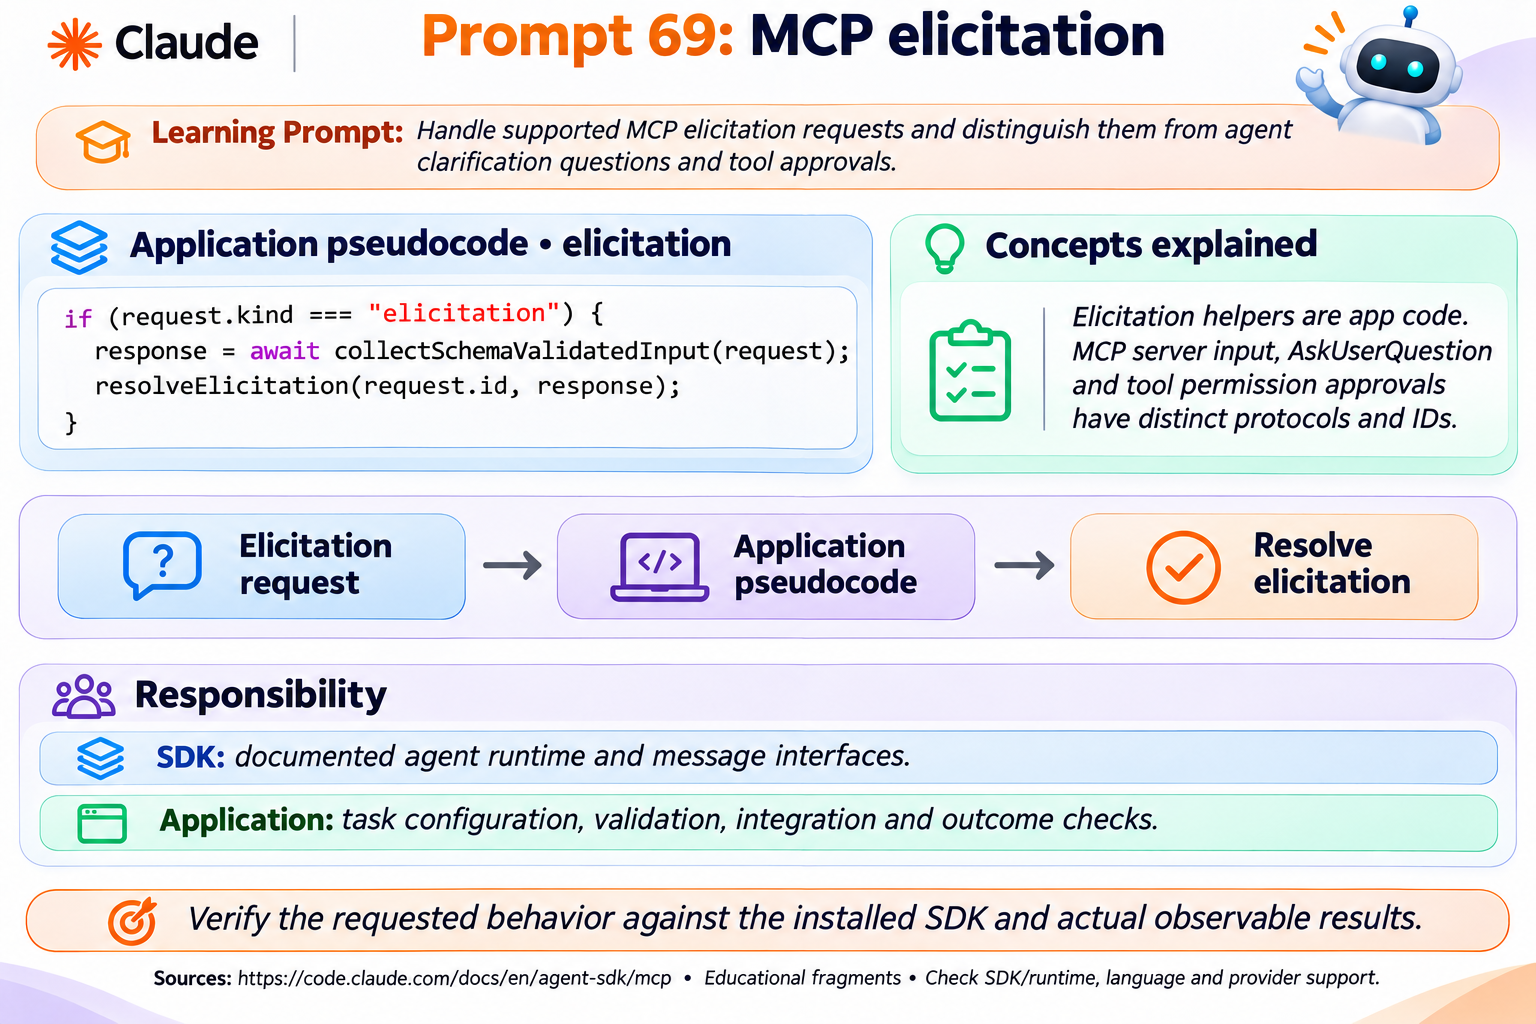 Claude
Prompt 69: MCP elicitation
Learning Prompt: Handle supported MCP elicitation requests and distinguish them from agent
clarification questions and tool approvals.
Application pseudocode • elicitation
if (request.kind === "elicitation") {
response = await collectSchemaValidatedInput(request);
resolveElicitation(request.id, response);
}
Concepts explained
Elicitation helpers are app code.
MCP server input, AskUserQuestion
and tool permission approvals
have distinct protocols and IDs.
?
Elicitation
request
</>
Application
pseudocode
Resolve
elicitation
Responsibility
SDK: documented agent runtime and message interfaces.
Application: task configuration, validation, integration and outcome checks.
Verify the requested behavior against the installed SDK and actual observable results.
Sources: https://code.claude.com/docs/en/agent-sdk/mcp • Educational fragments • Check SDK/runtime, language and provider support.